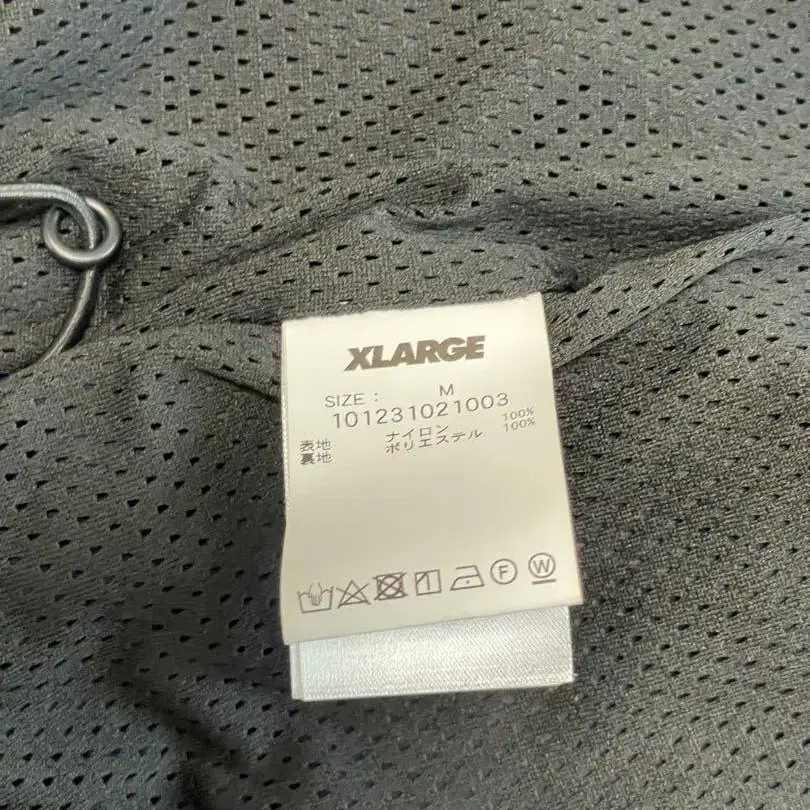 XLARGE
SIZE : M
101231021003
表地 ナイロン 100%
裏地 ポリエステル 100%
F W